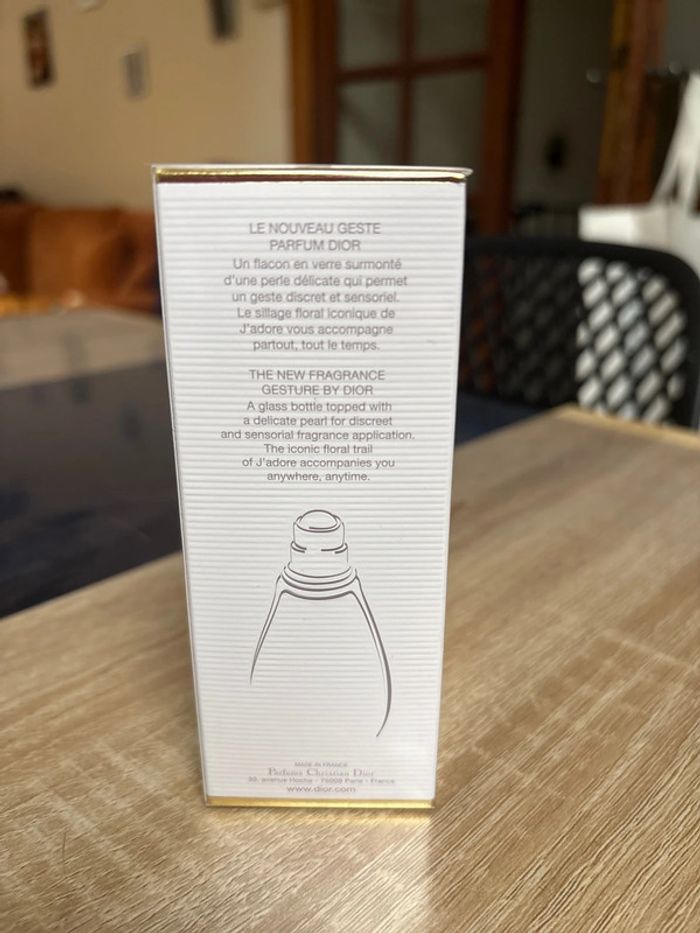 LE NOUVEAU GESTE
PARFUM DIOR
Un flacon en verre surmonté
d'une perle délicate qui permet
un geste discret et sensoriel.
Le sillage floral iconique de
J'adore vous accompagne
partout, tout le temps.
THE NEW FRAGRANCE
GESTURE BY DIOR
A glass bottle topped with
a delicate pearl for discreet
and sensorial fragrance application.
The iconic floral trail
of J'adore accompanies you
anywhere, anytime.
MADE IN FRANCE
Parfums Christian Dior
33, avenue Hoche - 75008 Paris - France
www.dior.com